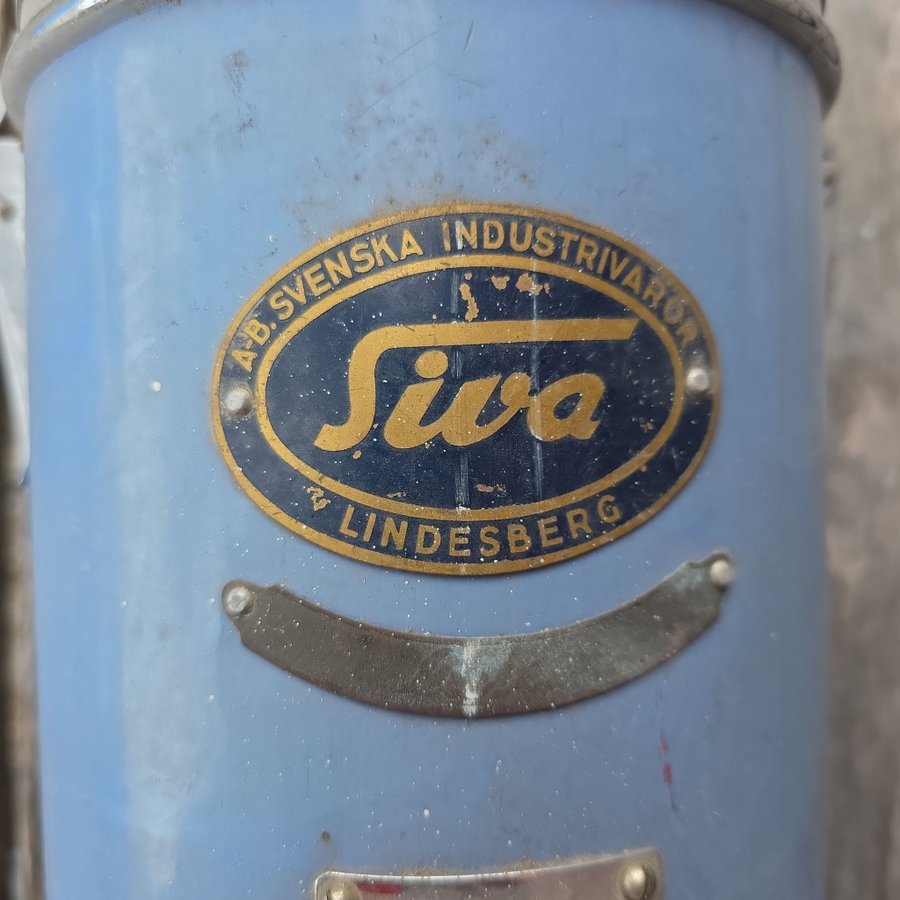 A-B. SVENSKA INDUSTRIVAROR
Siva
LINDESBERG